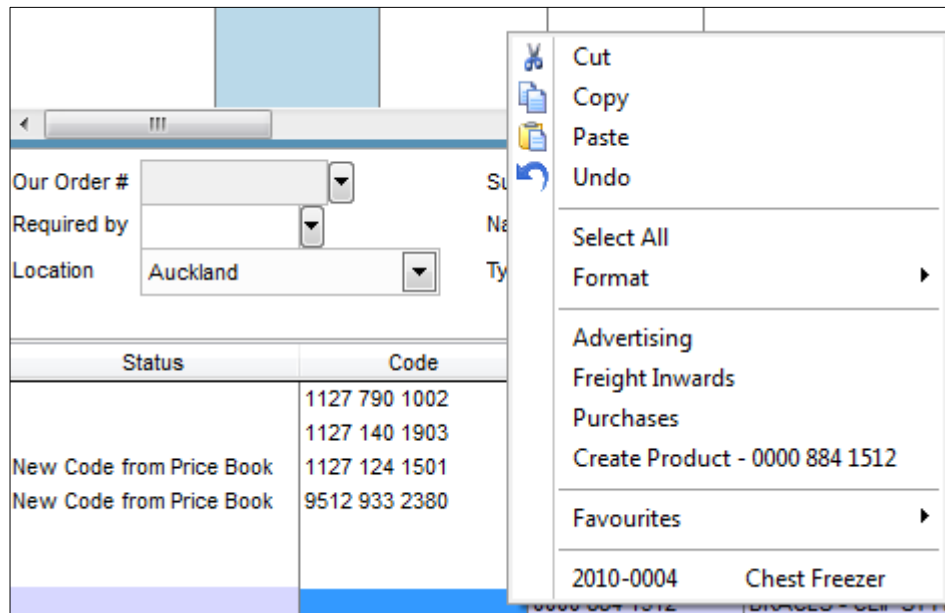 Cut
Copy
Paste
Undo
Select All
Format
Advertising
Freight Inwards
Purchases
Create Product - 0000 884 1512
Favourites
2010-0004 Chest Freezer
Our Order #
Required by
Location Auckland
Status Code
1127 790 1002
1127 140 1903
New Code from Price Book 1127 124 1501
New Code from Price Book 9512 933 2380